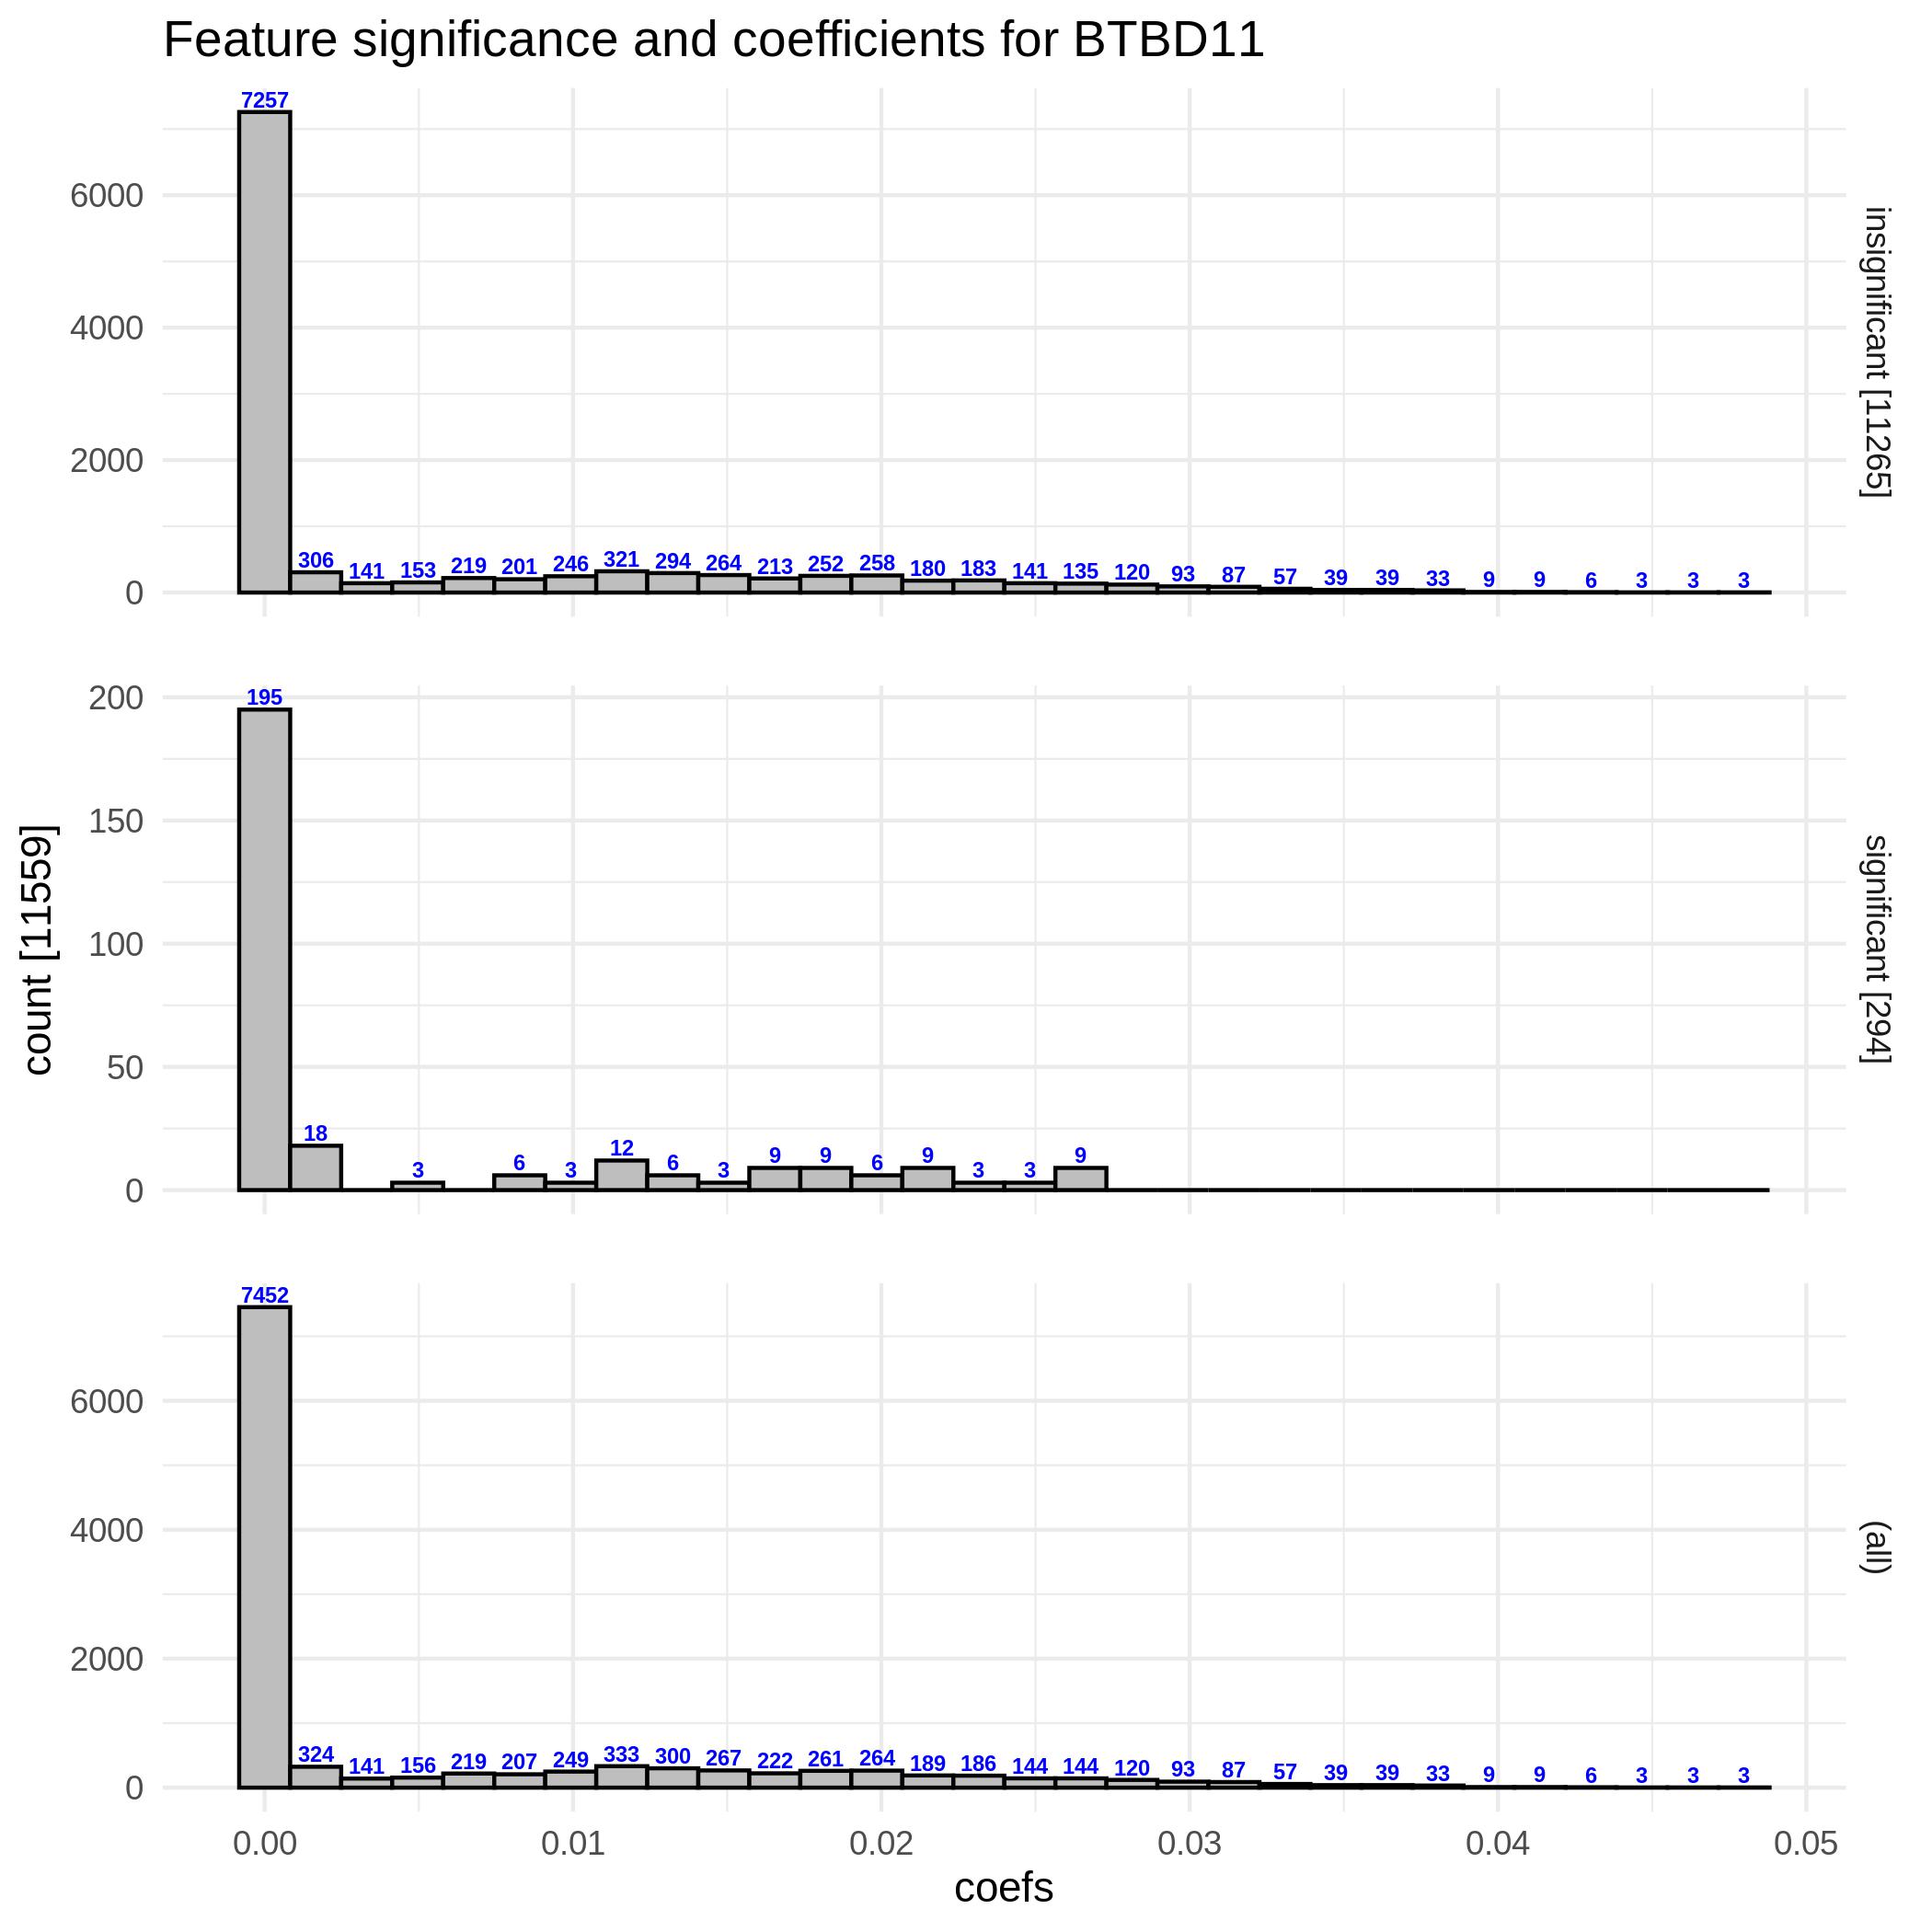 Feature significance and coefficients for BTBD11
7257
306 141 153 219 201 246 321 294 264 213 252 258 180 183 141 135 120 93 87 57 39 39 33 9 9 6 3 3 3
6000
4000
2000
0
insignificant [11265]
195
18 3 6 3 12 6 3 9 9 6 9 3 3 9
200
150
100
50
0
significant [294]
count [11559]
7452
324 141 156 219 207 249 333 300 267 222 261 264 189 186 144 144 120 93 87 57 39 39 33 9 9 6 3 3 3
6000
4000
2000
0
(all)
0.00 0.01 0.02 0.03 0.04 0.05
coefs